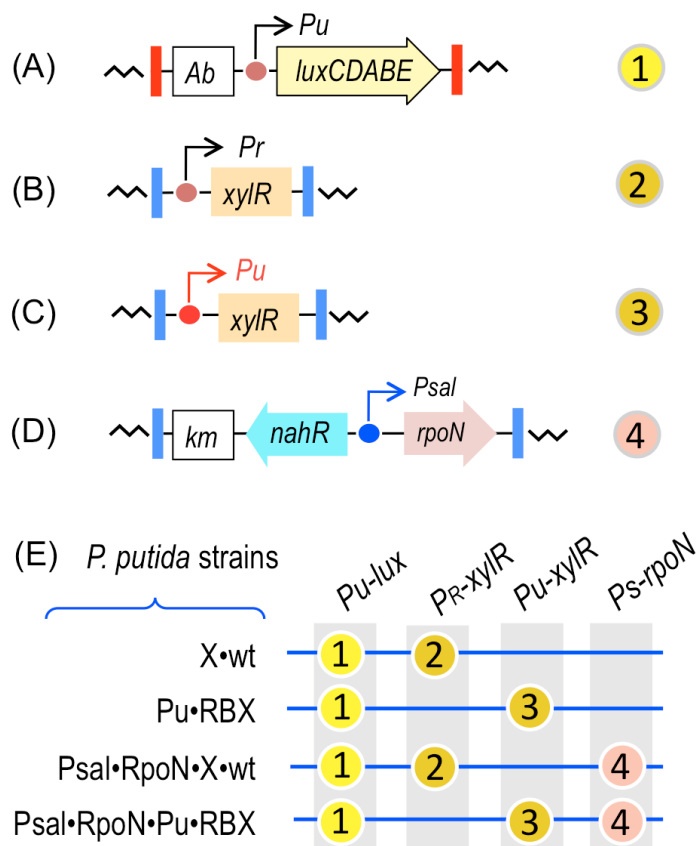 (A) Ab Pu luxCDABE 1
(B) Pr xylR 2
(C) Pu xylR 3
(D) km nahR Psal rpoN 4
(E) P. putida strains Pu-lux PR-xylR Pu-xylR Ps-rpoN
X•wt 1 2
Pu•RBX 1 3
Psal•RpoN•X•wt 1 2 4
Psal•RpoN•Pu•RBX 1 3 4